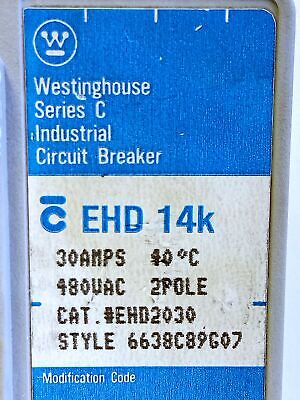 Westinghouse
Series C
Industrial
Circuit Breaker
C EHD 14k
30AMPS 40°C
480VAC 2POLE
CAT.#EHD2030
STYLE 6638C89G07
Modification Code